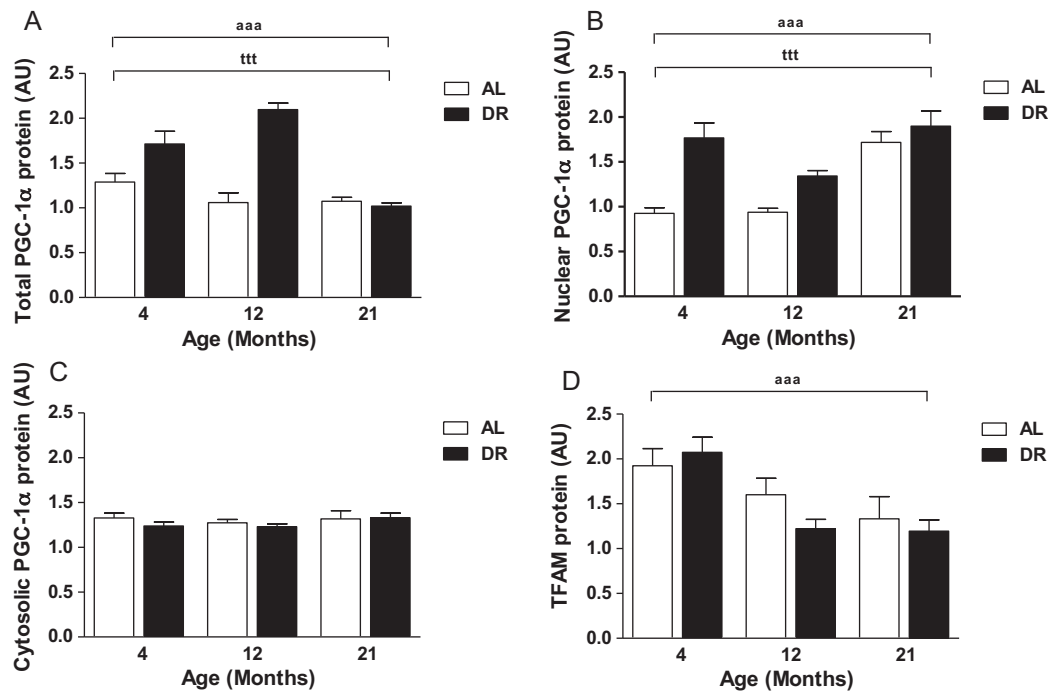 A
aaa
ttt
Total PGC-1α protein (AU)
2.5
2.0
1.5
1.0
0.5
0.0
4 12 21
Age (Months)
AL
DR
B
aaa
ttt
Nuclear PGC-1α protein (AU)
2.5
2.0
1.5
1.0
0.5
0.0
4 12 21
Age (Months)
AL
DR
C
Cytosolic PGC-1α protein (AU)
2.5
2.0
1.5
1.0
0.5
0.0
4 12 21
Age (Months)
AL
DR
D
aaa
TFAM protein (AU)
2.5
2.0
1.5
1.0
0.5
0.0
4 12 21
Age (Months)
AL
DR